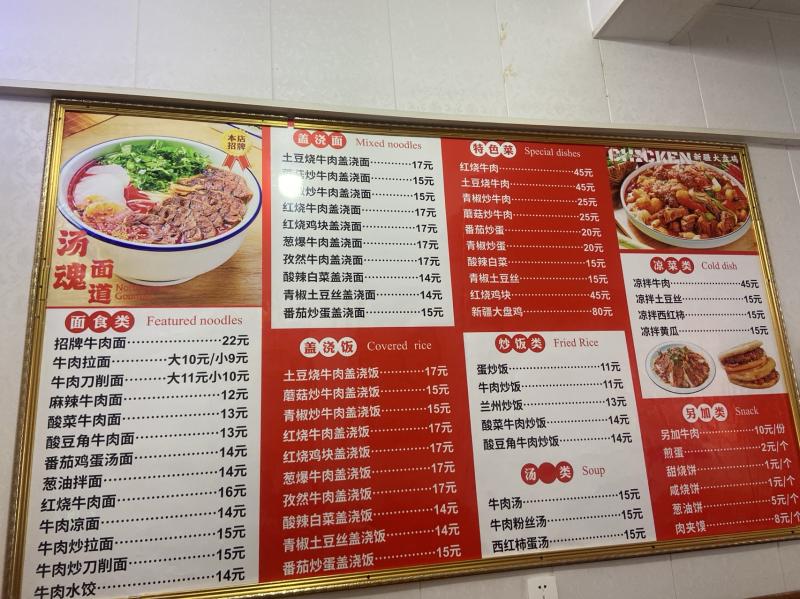 本店
招牌
汤魂面道
面食类 Featured noodles
招牌牛肉面……22元
牛肉拉面……大10元/小9元
牛肉刀削面……大11元小10元
麻辣牛肉面……12元
酸菜牛肉面……13元
酸豆角牛肉面……13元
番茄鸡蛋汤面……14元
葱油拌面……14元
红烧牛肉面……16元
牛肉凉面……14元
牛肉炒拉面……15元
牛肉炒刀削面……15元
牛肉水饺……14元
盖浇面 Mixed noodles
土豆烧牛肉盖浇面……17元
蘑菇炒牛肉盖浇面……15元
青椒炒牛肉盖浇面……15元
红烧牛肉盖浇面……17元
红烧鸡块盖浇面……17元
葱爆牛肉盖浇面……17元
孜然牛肉盖浇面……17元
酸辣白菜盖浇面……14元
青椒土豆丝盖浇面……14元
番茄炒蛋盖浇面……15元
盖浇饭 Covered rice
土豆烧牛肉盖浇饭……17元
蘑菇炒牛肉盖浇饭……15元
青椒炒牛肉盖浇饭……15元
红烧牛肉盖浇饭……17元
红烧鸡块盖浇饭……17元
葱爆牛肉盖浇饭……17元
孜然牛肉盖浇饭……17元
酸辣白菜盖浇饭……14元
青椒土豆丝盖浇饭……14元
番茄炒蛋盖浇饭……15元
特色菜 Special dishes
红烧牛肉……45元
土豆烧牛肉……45元
青椒炒牛肉……25元
蘑菇炒牛肉……25元
番茄炒蛋……20元
青椒炒蛋……20元
酸辣白菜……15元
青椒土豆丝……15元
红烧鸡块……45元
新疆大盘鸡……80元
炒饭类 Fried Rice
蛋炒饭……11元
牛肉炒饭……11元
兰州炒饭……13元
酸菜牛肉炒饭……14元
酸豆角牛肉炒饭……14元
汤类 Soup
牛肉汤……15元
牛肉粉丝汤……15元
西红柿蛋汤……15元
CHICKEN 新疆大盘鸡
凉菜类 Cold dish
凉拌牛肉……45元
凉拌土豆丝……15元
凉拌西红柿……15元
凉拌黄瓜……15元
另加类 Snack
另加牛肉……10元/份
煎蛋……2元/个
甜烧饼……1元/个
咸烧饼……1元/个
葱油饼……5元/个
肉夹馍……8元/个